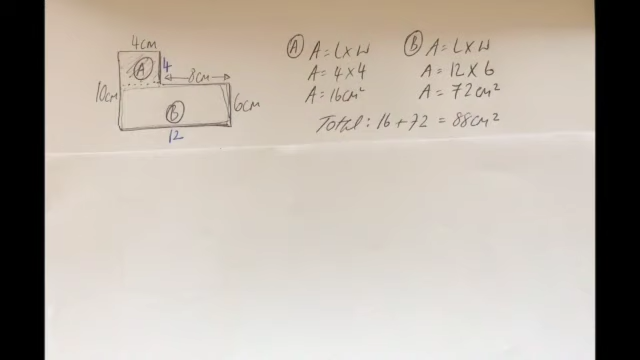 4cm
A
4
8cm
10cm
6cm
B
12
A A = L x W
A = 4 x 4
A = 16cm²
B A = L x W
A = 12 x 6
A = 72cm²
Total: 16 + 72 = 88cm²